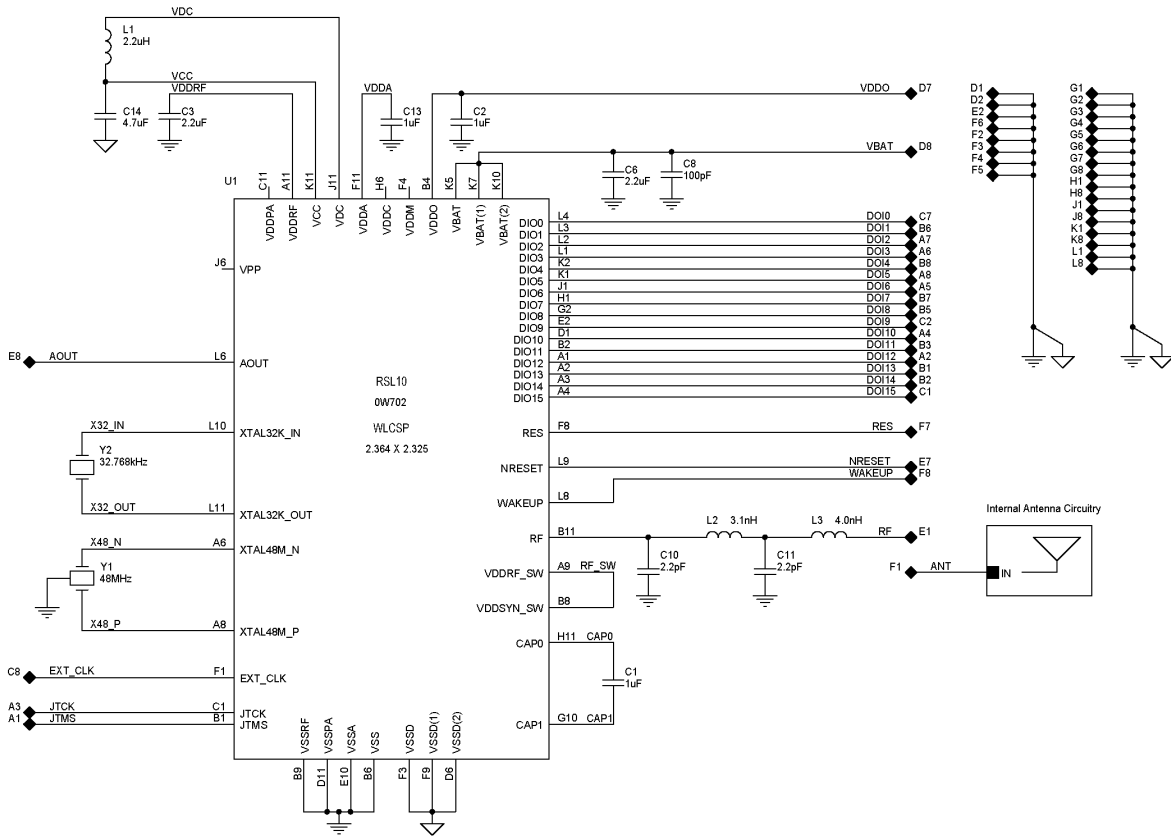 VDC
L1
2.2uH
VCC
VDDRF
C14
4.7uF
C3
2.2uF
VDDA
C13
1uF
C2
1uF
VDDO D7
VBAT D8
C6
2.2uF
C8
100pF
D1
D2
E2
F6
F2
F3
F4
F5
G1
G2
G3
G4
G5
G6
G7
G8
H1
H8
J1
J8
K1
K8
L1
L8
U1
C11 A11 K11 J11 F11 H6 F4 B4 K5 K7 K10
VDDPA VDDRF VCC VDC VDDA VDDC VDDM VDDO VBAT VBAT(1) VBAT(2)
DIO0 L4 DOI0 C7
DIO1 L3 DOI1 B6
DIO2 L2 DOI2 A7
DIO3 L1 DOI3 A6
DIO4 K2 DOI4 B8
DIO5 K1 DOI5 A8
DIO6 J1 DOI6 A5
DIO7 H1 DOI7 B7
DIO8 G2 DOI8 B5
DIO9 E2 DOI9 C2
DIO10 D1 DOI10 A4
DIO11 B2 DOI11 B3
DIO12 A1 DOI12 A2
DIO13 A2 DOI13 B1
DIO14 A3 DOI14 B2
DIO15 A4 DOI15 C1
J6 VPP
E8 AOUT L6 AOUT
RSL10
0W702
WLCSP
2.364 X 2.325
X32_IN L10 XTAL32K_IN
Y2
32.768kHz
X32_OUT L11 XTAL32K_OUT
X48_N A6 XTAL48M_N
Y1
48MHz
X48_P A8 XTAL48M_P
C8 EXT_CLK F1 EXT_CLK
A3 JTCK C1 JTCK
A1 JTMS B1 JTMS
RES F8 RES F7
NRESET L9 NRESET E7
WAKEUP F8
WAKEUP L8
RF B11
L2 3.1nH
L3 4.0nH
RF E1
C10
2.2pF
C11
2.2pF
Internal Antenna Circuitry
F1 ANT
IN
VDDRF_SW A9 RF_SW
VDDSYN_SW B8
CAP0 H11 CAP0
C1
1uF
CAP1 G10 CAP1
VSSRF VSSPA VSSA VSS VSSD VSSD(1) VSSD(2)
B9 D11 E10 B6 F3 F9 D6